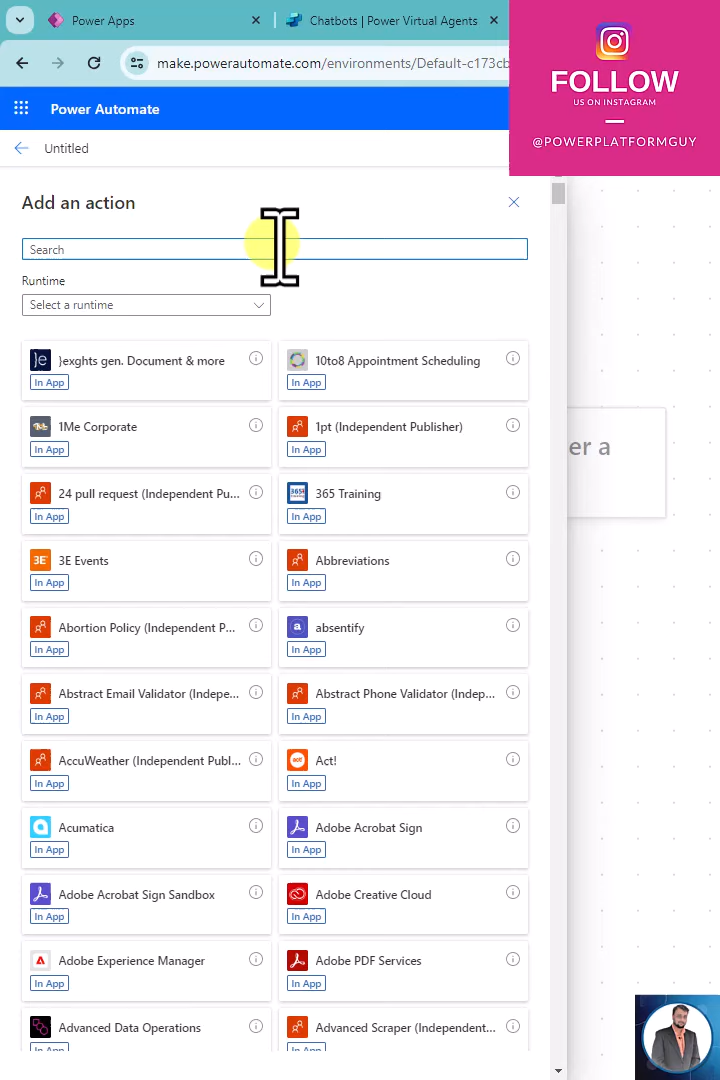 Power Apps
Chatbots | Power Virtual Agents
make.powerautomate.com/environments/Default-c173cb
FOLLOW
US ON INSTAGRAM
@POWERPLATFORMGUY
Power Automate
Untitled
Add an action
Search
Runtime
Select a runtime
}exghts gen. Document & more
In App
10to8 Appointment Scheduling
In App
1Me Corporate
In App
1pt (Independent Publisher)
In App
24 pull request (Independent Pu...
In App
365 Training
In App
3E Events
In App
Abbreviations
In App
Abortion Policy (Independent P...
In App
absentify
In App
Abstract Email Validator (Indepe...
In App
Abstract Phone Validator (Indep...
In App
AccuWeather (Independent Publ...
In App
Act!
In App
Acumatica
In App
Adobe Acrobat Sign
In App
Adobe Acrobat Sign Sandbox
In App
Adobe Creative Cloud
In App
Adobe Experience Manager
In App
Adobe PDF Services
In App
Advanced Data Operations
In App
Advanced Scraper (Independent...
In App
er a